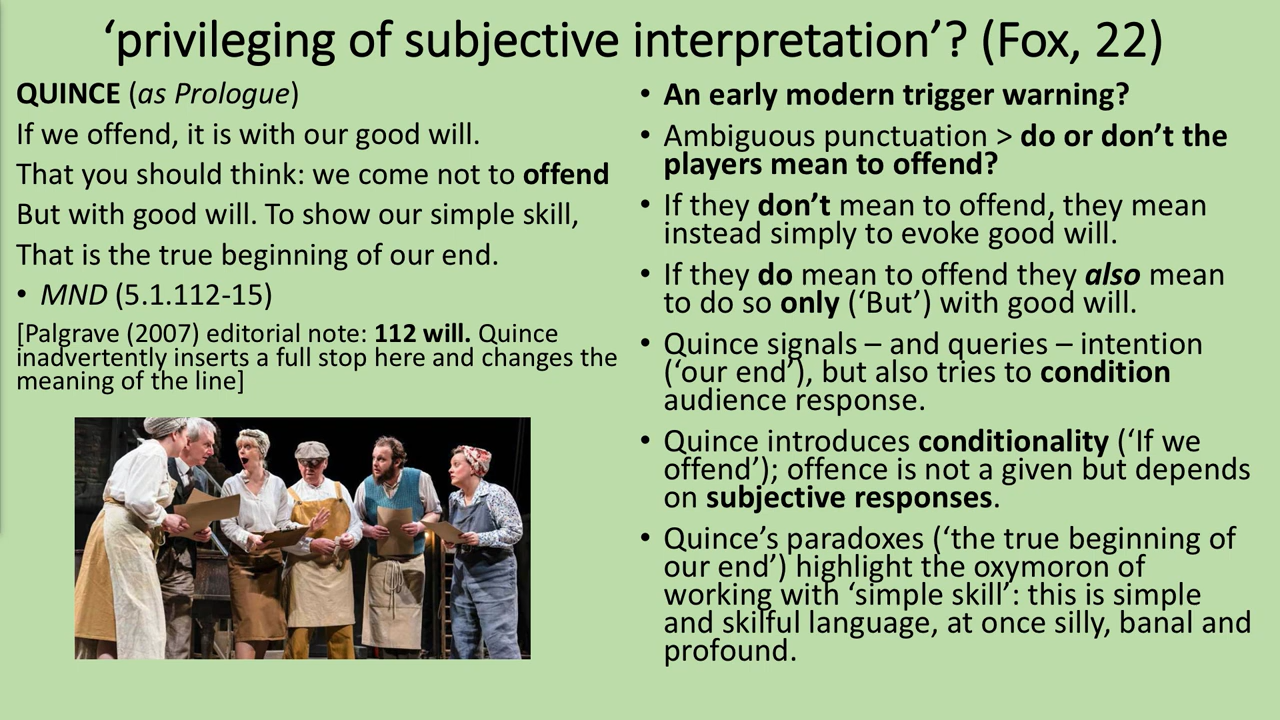 ‘privileging of subjective interpretation’? (Fox, 22)
QUINCE (as Prologue)
If we offend, it is with our good will.
That you should think: we come not to offend
But with good will. To show our simple skill,
That is the true beginning of our end.
• MND (5.1.112-15)
[Palgrave (2007) editorial note: 112 will. Quince
inadvertently inserts a full stop here and changes the
meaning of the line]
• An early modern trigger warning?
• Ambiguous punctuation > do or don’t the
players mean to offend?
• If they don’t mean to offend, they mean
instead simply to evoke good will.
• If they do mean to offend they also mean
to do so only (‘But’) with good will.
• Quince signals – and queries – intention
(‘our end’), but also tries to condition
audience response.
• Quince introduces conditionality (‘If we
offend’); offence is not a given but depends
on subjective responses.
• Quince’s paradoxes (‘the true beginning of
our end’) highlight the oxymoron of
working with ‘simple skill’: this is simple
and skilful language, at once silly, banal and
profound.